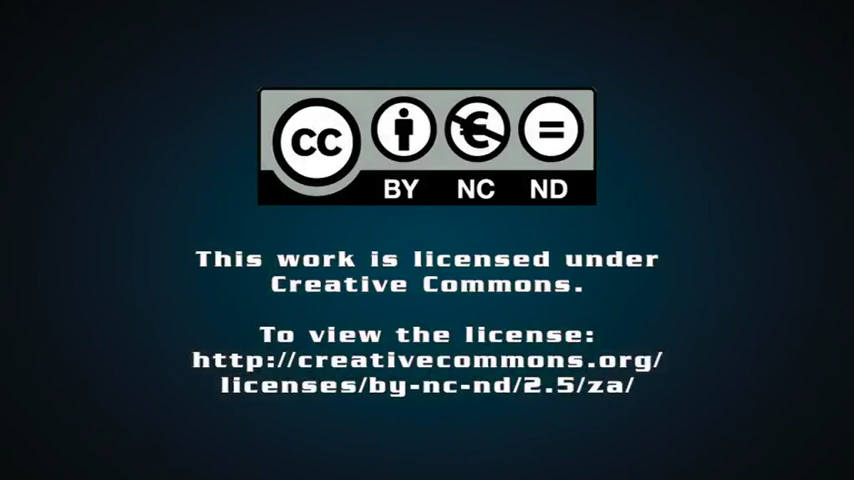 CC
BY NC ND
This work is licensed under
Creative Commons.
To view the license:
http://creativecommons.org/
licenses/by-nc-nd/2.5/za/